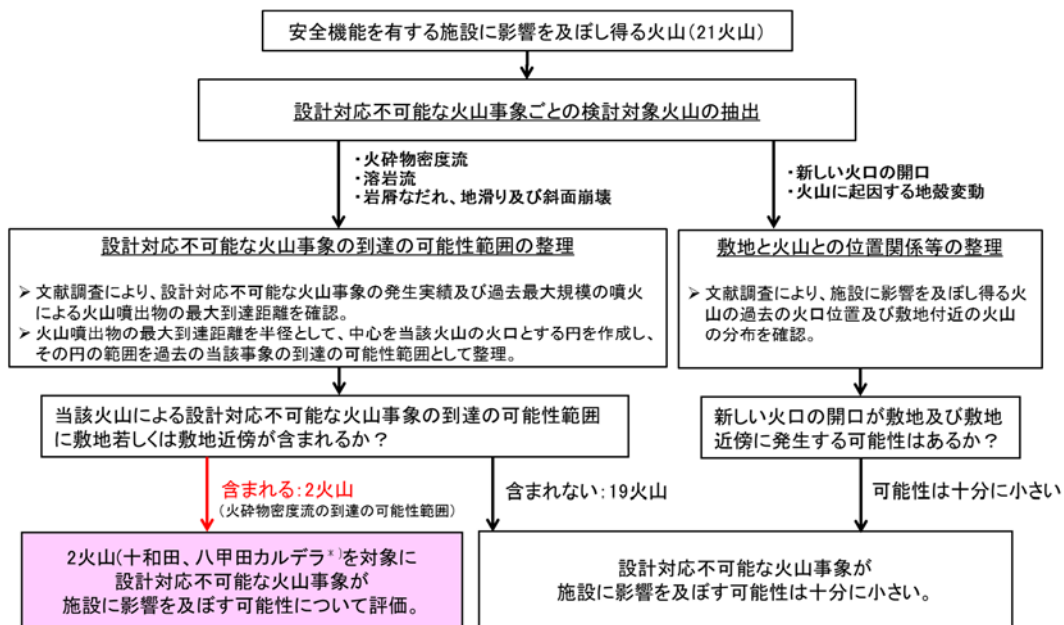 安全機能を有する施設に影響を及ぼし得る火山(21火山)
設計対応不可能な火山事象ごとの検討対象火山の抽出
・火砕物密度流
・溶岩流
・岩屑なだれ、地滑り及び斜面崩壊
・新しい火口の開口
・火山に起因する地殻変動
設計対応不可能な火山事象の到達の可能性範囲の整理
➢ 文献調査により、設計対応不可能な火山事象の発生実績及び過去最大規模の噴火
による火山噴出物の最大到達距離を確認。
➢ 火山噴出物の最大到達距離を半径として、中心を当該火山の火口とする円を作成し、
その円の範囲を過去の当該事象の到達の可能性範囲として整理。
敷地と火山との位置関係等の整理
➢ 文献調査により、施設に影響を及ぼし得る火
山の過去の火口位置及び敷地付近の火山
の分布を確認。
当該火山による設計対応不可能な火山事象の到達の可能性範囲
に敷地若しくは敷地近傍が含まれるか？
新しい火口の開口が敷地及び敷地
近傍に発生する可能性はあるか？
含まれる：2火山
(火砕物密度流の到達の可能性範囲)
含まれない：19火山
可能性は十分に小さい
2火山(十和田、八甲田カルデラ※)を対象に
設計対応不可能な火山事象が
施設に影響を及ぼす可能性について評価。
設計対応不可能な火山事象が
施設に影響を及ぼす可能性は十分に小さい。